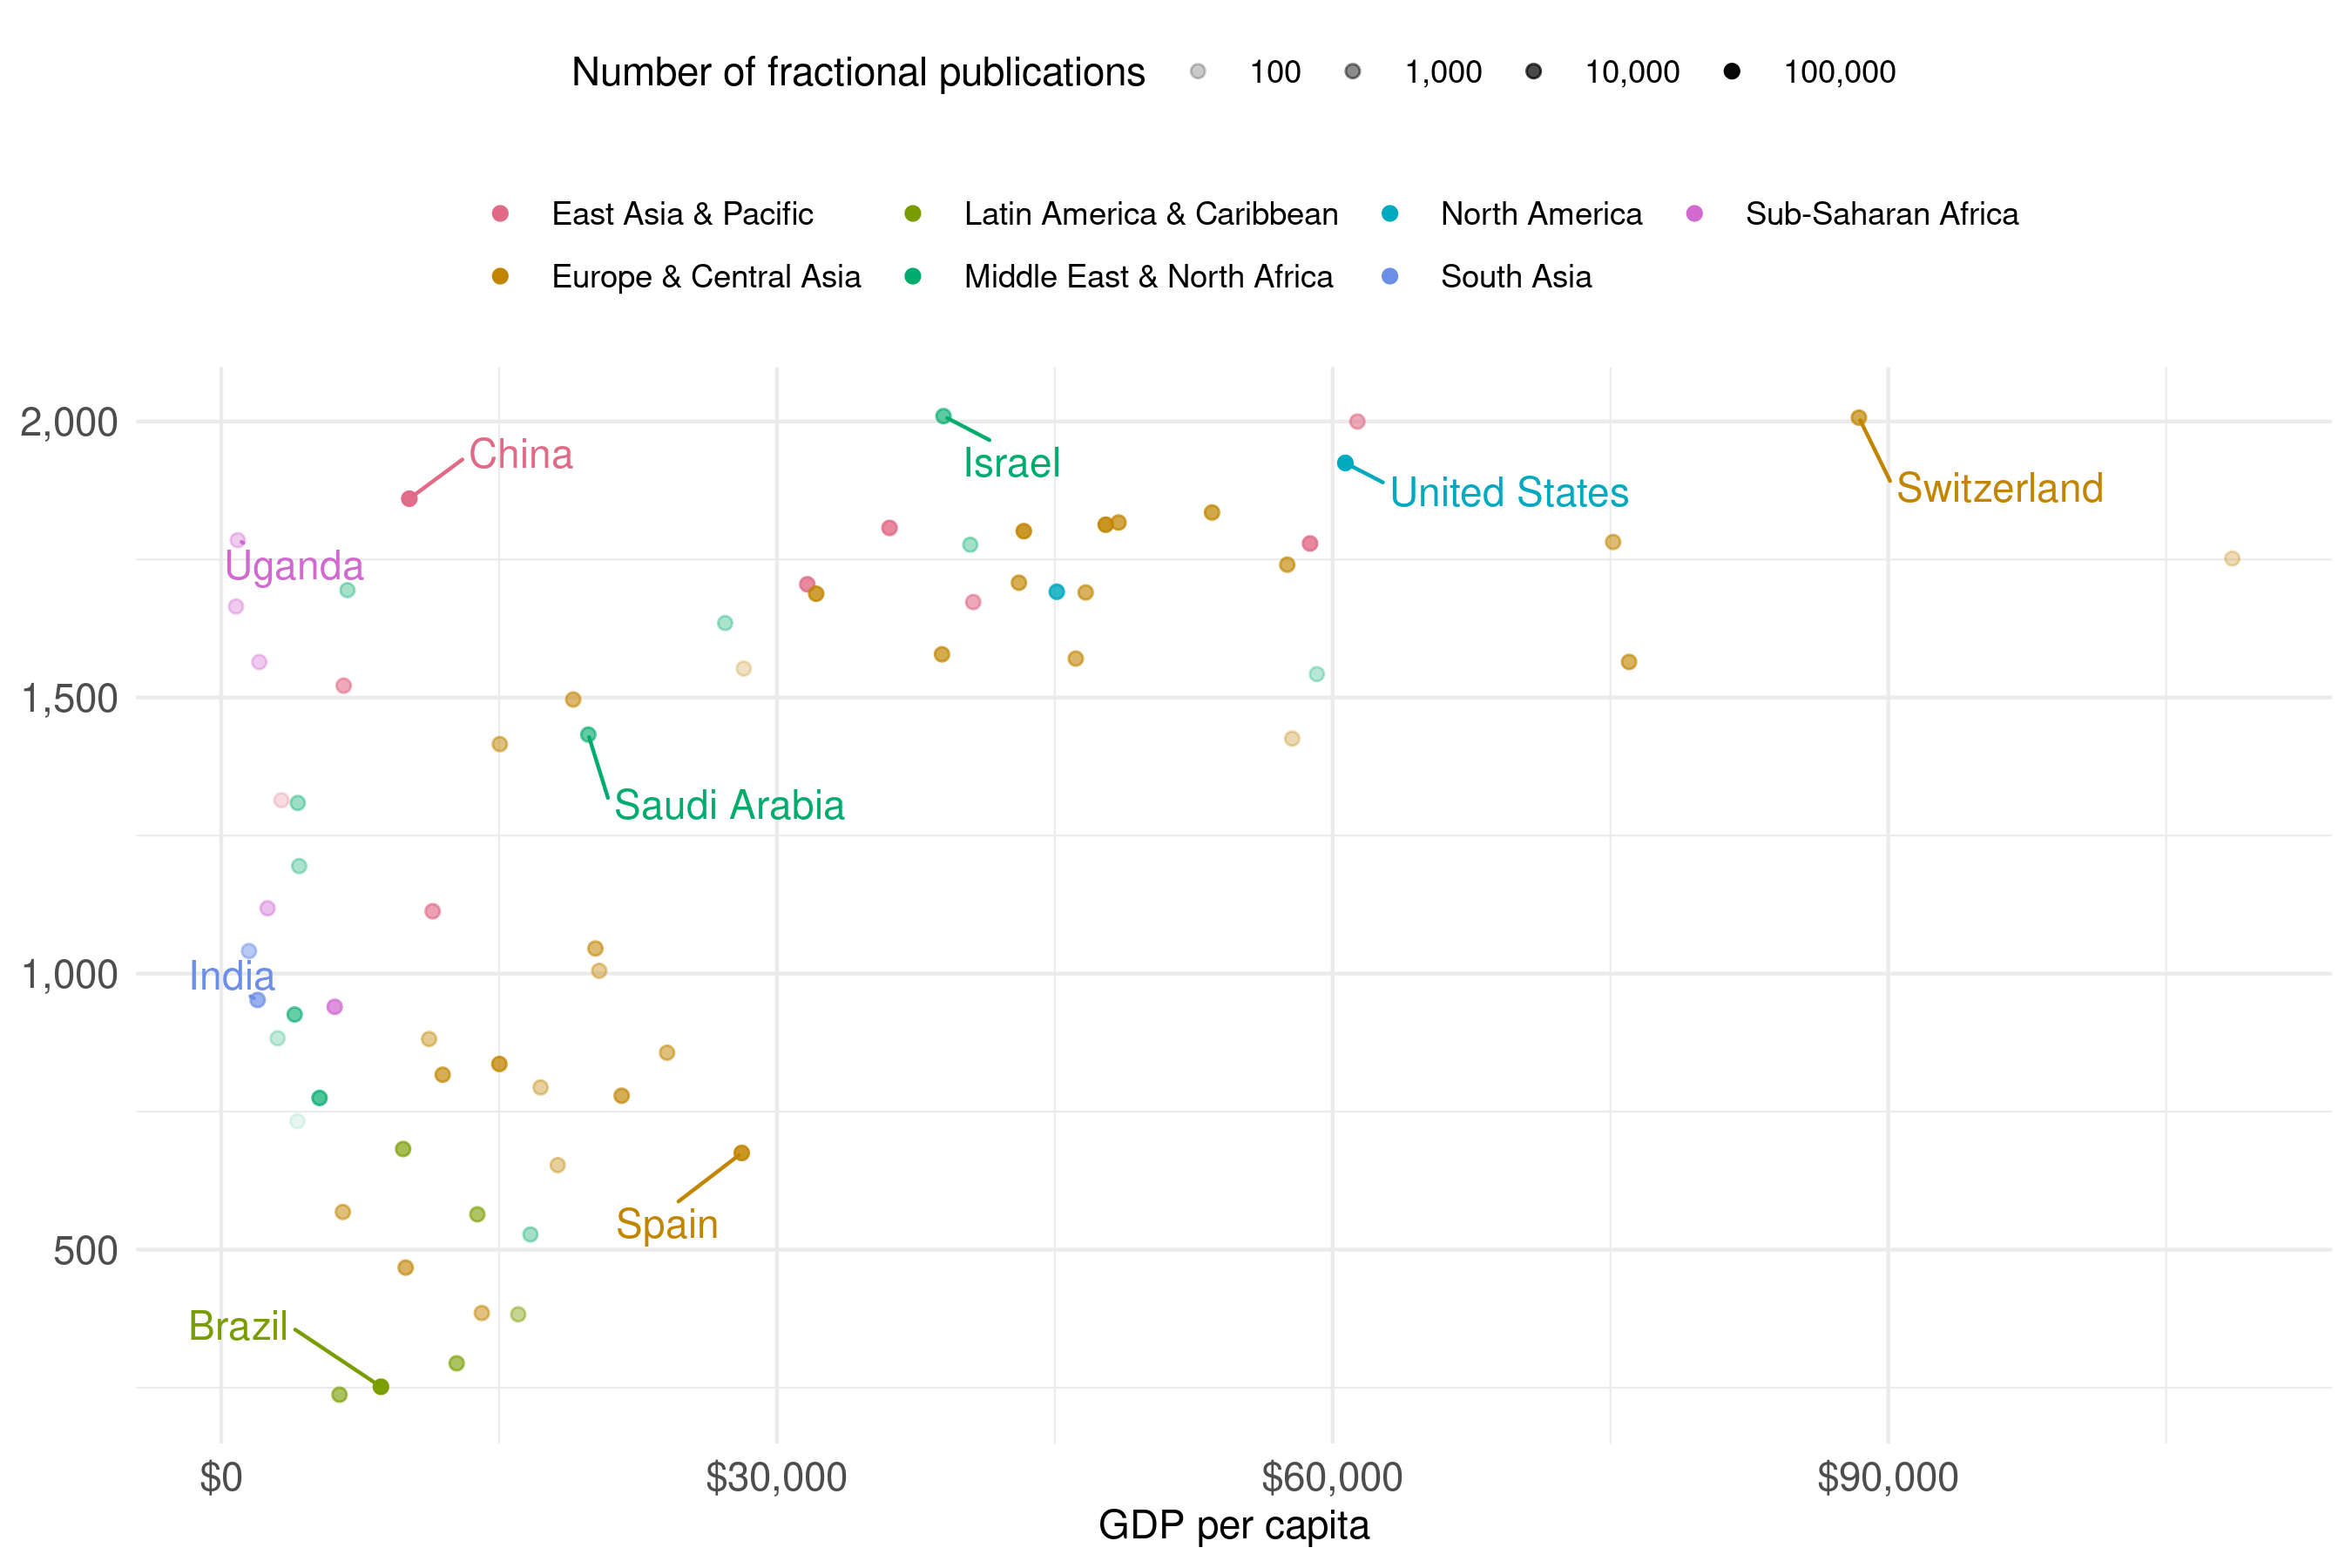 Number of fractional publications 100 1,000 10,000 100,000
East Asia & Pacific Latin America & Caribbean North America Sub-Saharan Africa
Europe & Central Asia Middle East & North Africa South Asia
2,000
China
Israel
United States
Switzerland
Uganda
1,500
Saudi Arabia
1,000
India
Spain
500
Brazil
$0 $30,000 $60,000 $90,000
GDP per capita